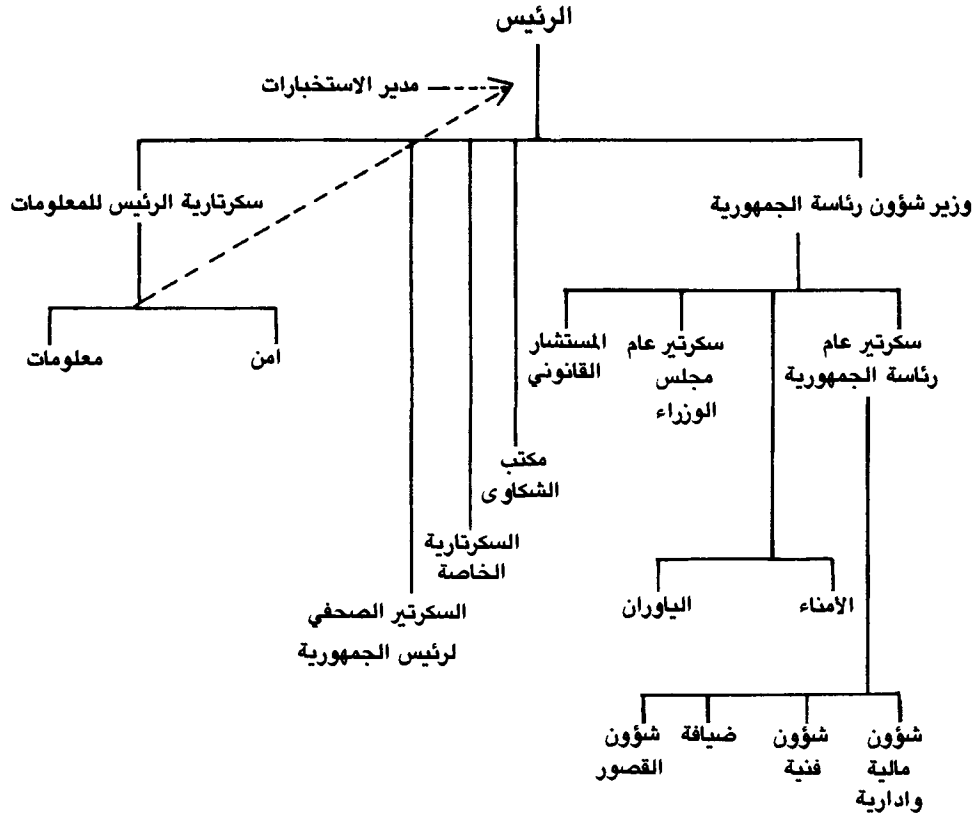 الرئيس
مدير الاستخبارات
وزير شؤون رئاسة الجمهورية
سكرتارية الرئيس للمعلومات
سكرتير عام
رئاسة الجمهورية
سكرتير عام
مجلس
الوزراء
المستشار
القانوني
امن
معلومات
مكتب
الشكاوى
السكرتارية
الخاصة
السكرتير الصحفي
لرئيس الجمهورية
الأمناء
الياوران
شؤون
مالية
وادارية
شؤون
فنية
ضيافة
شؤون
القصور